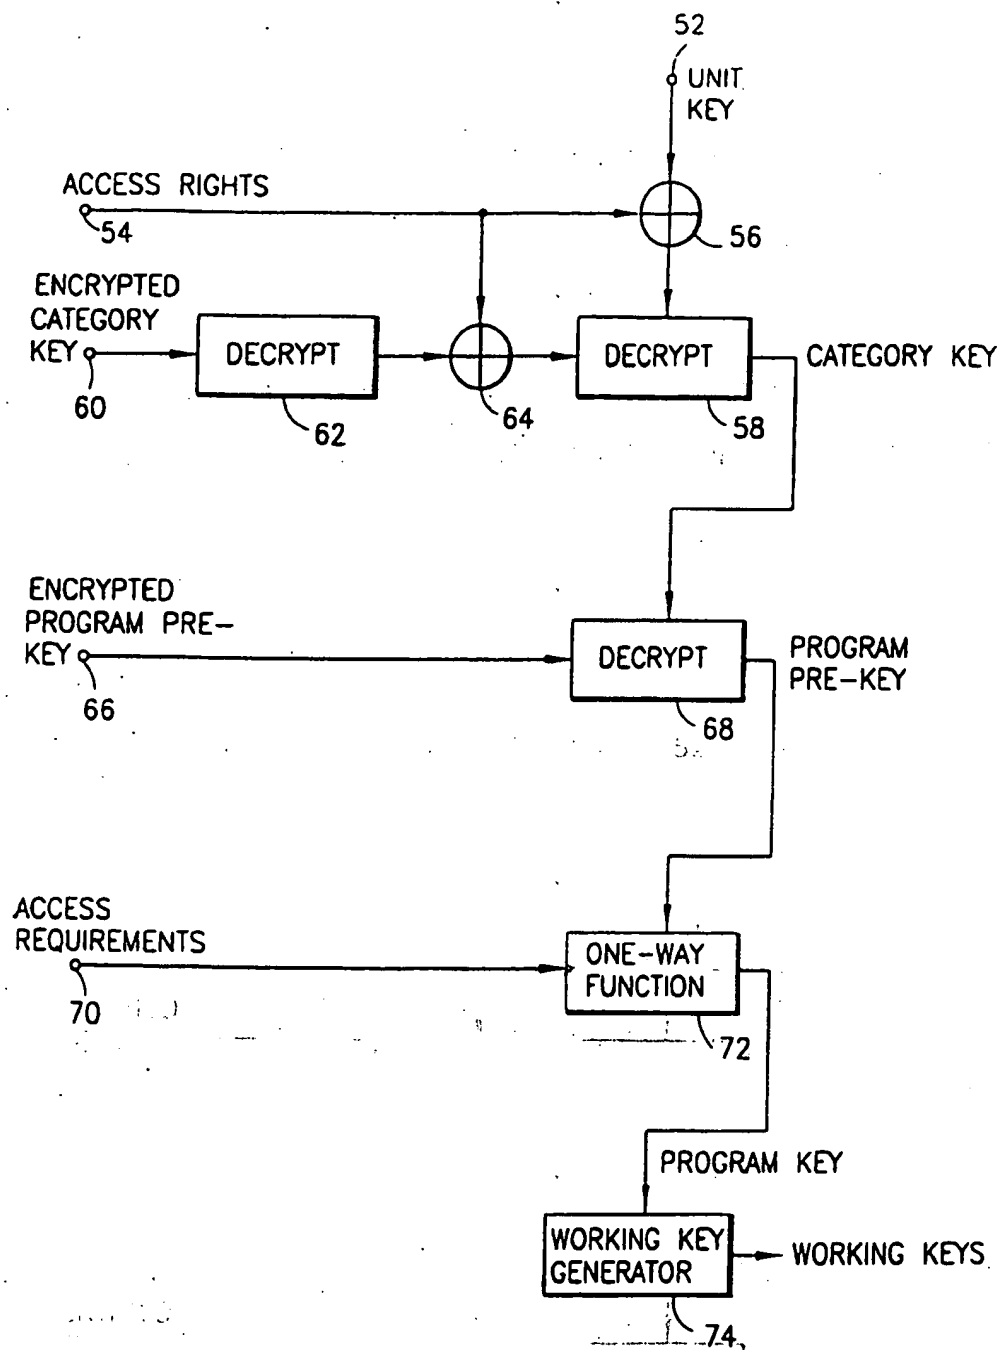 52
UNIT
KEY
ACCESS RIGHTS
54
56
ENCRYPTED
CATEGORY
KEY
DECRYPT
DECRYPT
CATEGORY KEY
60
62
64
58
ENCRYPTED
PROGRAM PRE-
KEY
DECRYPT
PROGRAM
PRE-KEY
66
68
ACCESS
REQUIREMENTS
ONE-WAY
FUNCTION
70
72
PROGRAM KEY
WORKING KEY
GENERATOR
WORKING KEYS
74